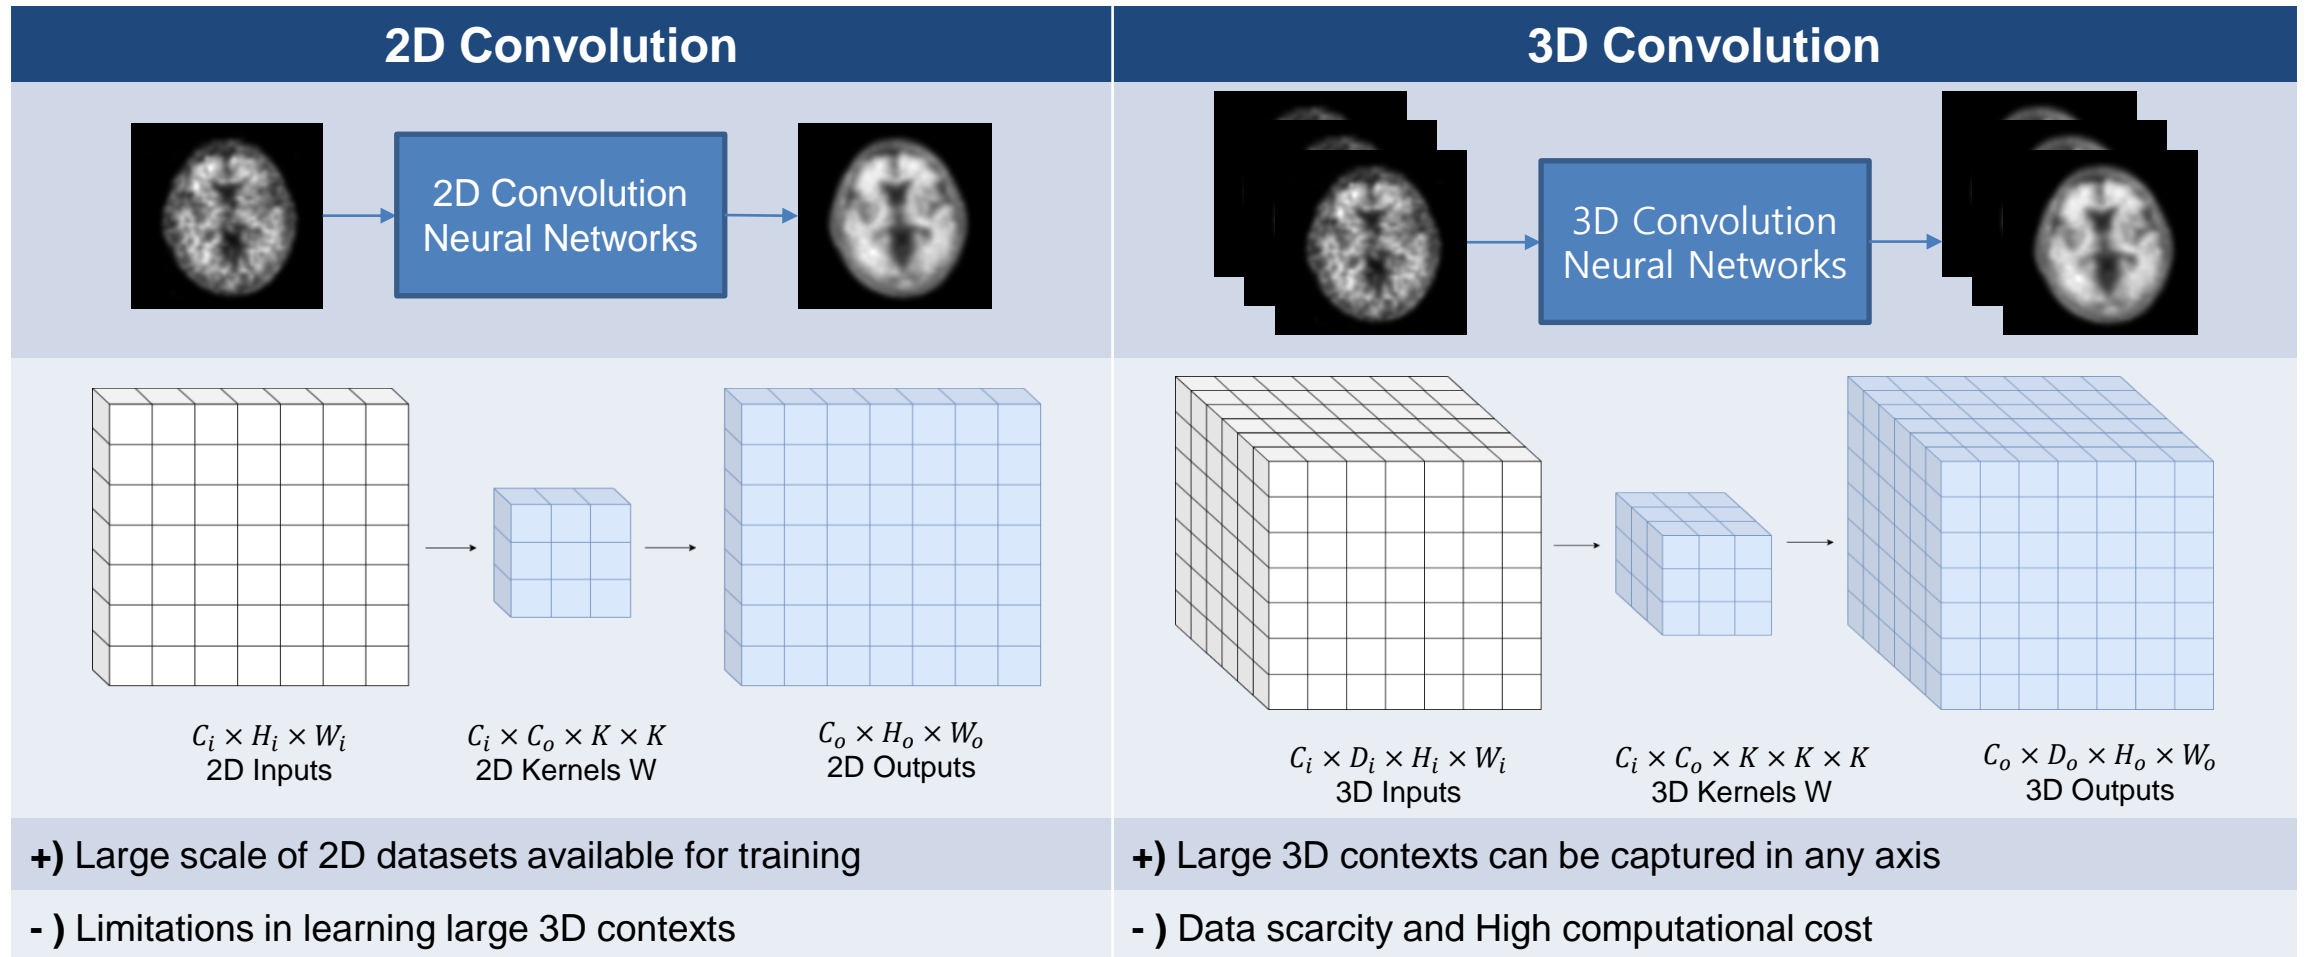 2D Convolution
3D Convolution
2D Convolution
Neural Networks
3D Convolution
Neural Networks
C_i × H_i × W_i
2D Inputs
C_i × C_o × K × K
2D Kernels W
C_o × H_o × W_o
2D Outputs
C_i × D_i × H_i × W_i
3D Inputs
C_i × C_o × K × K × K
3D Kernels W
C_o × D_o × H_o × W_o
3D Outputs
+) Large scale of 2D datasets available for training
+) Large 3D contexts can be captured in any axis
- ) Limitations in learning large 3D contexts
- ) Data scarcity and High computational cost